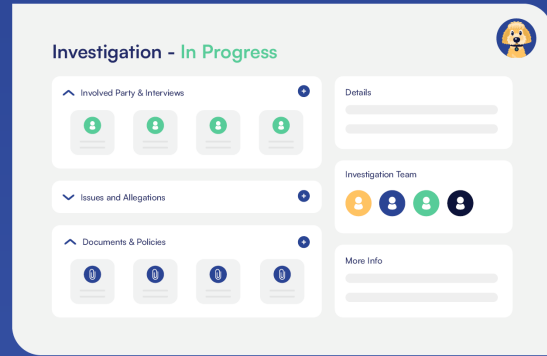 Investigation - In Progress
Involved Party & Interviews
Issues and Allegations
Documents & Policies
Details
Investigation Team
More Info